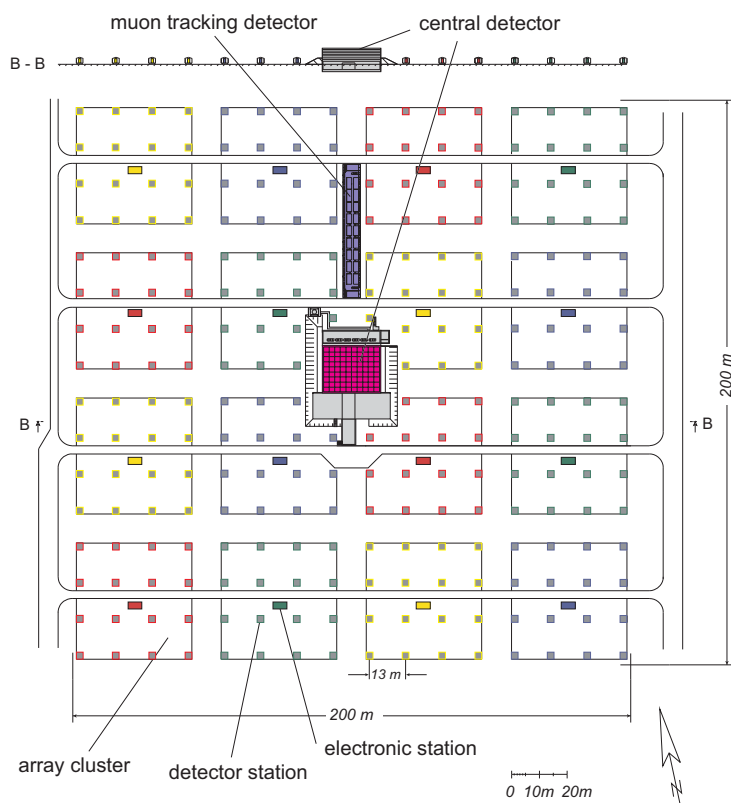 muon tracking detector
central detector
B - B
B
B
200 m
13 m
200 m
array cluster
detector station
electronic station
0 10m 20m
N